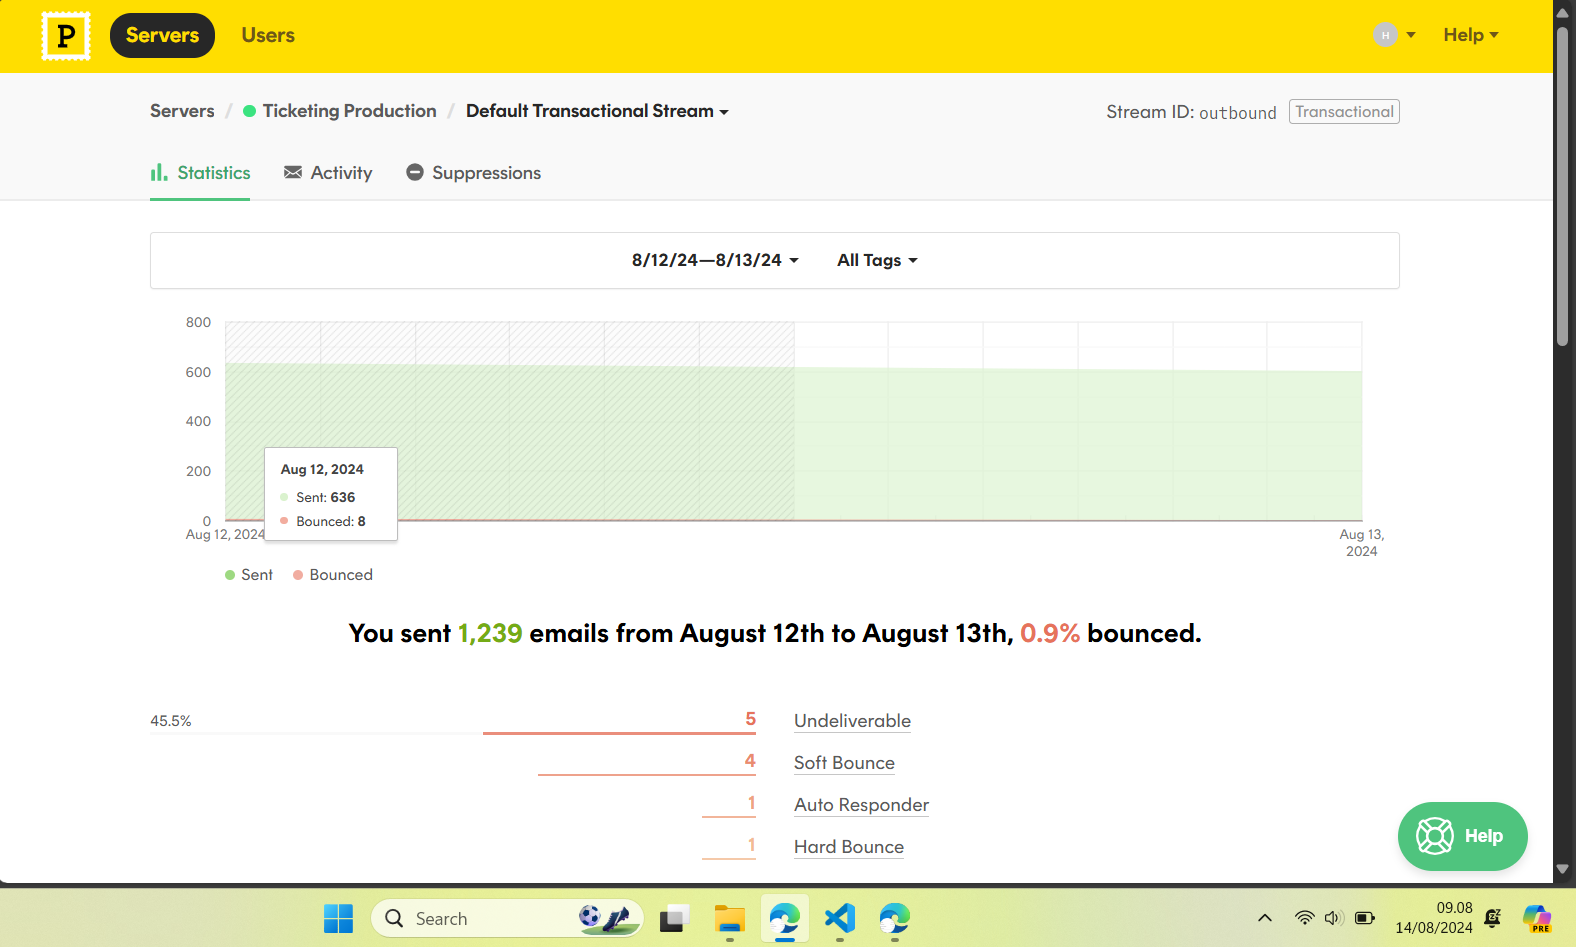 P
Servers
Users
H
Help
Servers / Ticketing Production / Default Transactional Stream
Stream ID: outbound
Transactional
Statistics
Activity
Suppressions
8/12/24—8/13/24
All Tags
800
600
400
200
0
Aug 12, 2024
Sent: 636
Bounced: 8
Aug 12, 2024
Aug 13,
2024
Sent
Bounced
You sent 1,239 emails from August 12th to August 13th, 0.9% bounced.
45.5%
5
Undeliverable
4
Soft Bounce
1
Auto Responder
1
Hard Bounce
Help
Search
09.08
14/08/2024
PRE